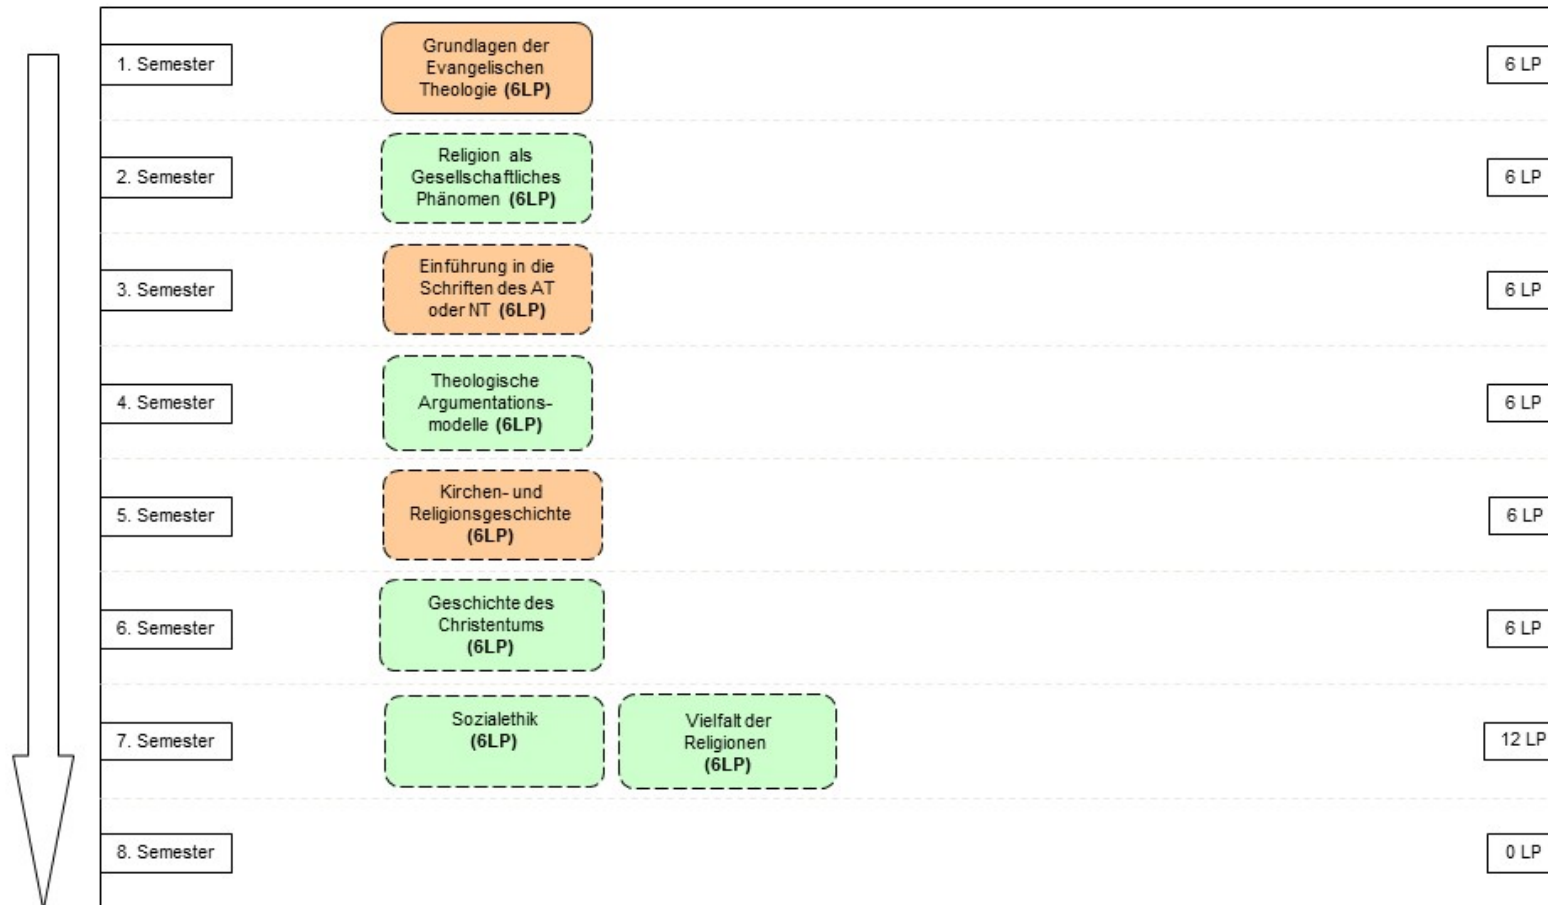 1. Semester
Grundlagen der
Evangelischen
Theologie (6LP)
6 LP
2. Semester
Religion als
Gesellschaftliches
Phänomen (6LP)
6 LP
3. Semester
Einführung in die
Schriften des AT
oder NT (6LP)
6 LP
4. Semester
Theologische
Argumentations-
modelle (6LP)
6 LP
5. Semester
Kirchen- und
Religionsgeschichte
(6LP)
6 LP
6. Semester
Geschichte des
Christentums
(6LP)
6 LP
7. Semester
Sozialethik
(6LP)
Vielfalt der
Religionen
(6LP)
12 LP
8. Semester
0 LP